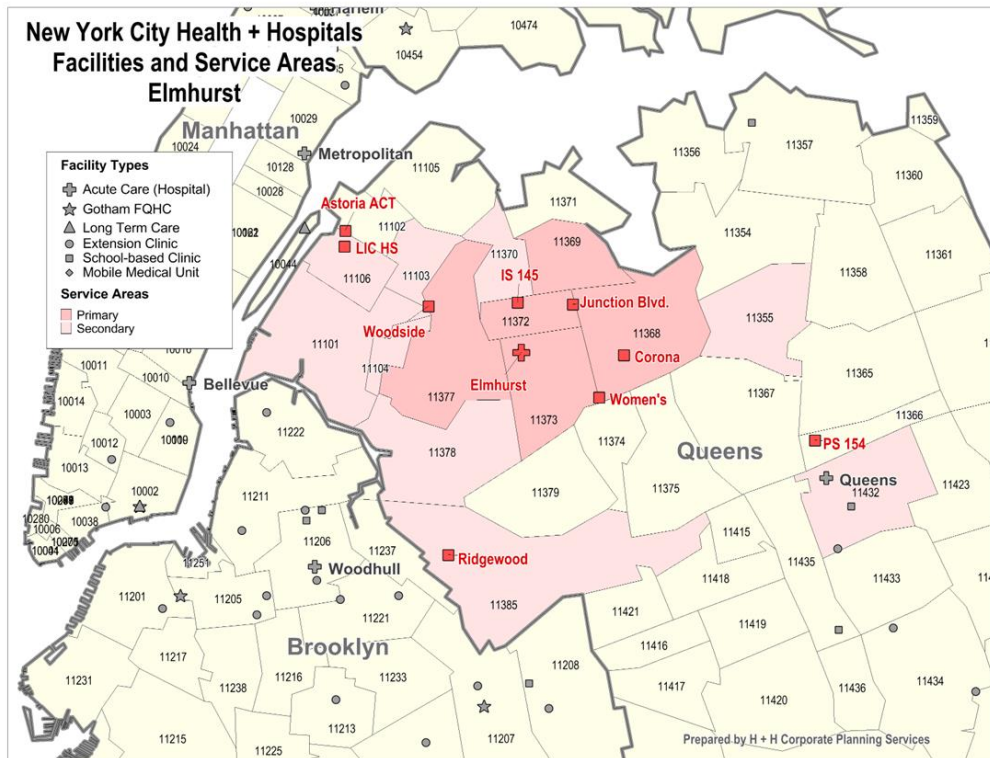 New York City Health + Hospitals
Facilities and Service Areas
Elmhurst
Manhattan
Facility Types
Acute Care (Hospital)
Gotham FQHC
Long Term Care
Extension Clinic
School-based Clinic
Mobile Medical Unit
Service Areas
Primary
Secondary
10454
10474
10029
10024
10128
Metropolitan
10028
11105
11359
11357
11356
11360
Astoria ACT
11102
11371
LIC HS
11369
11354
11361
10044
11106
11103
11370
11358
IS 145
Junction Blvd.
11372
Woodside
11368
11355
11101
Corona
10011
10010
Bellevue
11104
11377
Elmhurst
11365
11367
Women's
10014
10003
11366
11373
11374
10012
11222
Queens
PS 154
10013
11378
Queens
11432
11423
10002
11211
11379
11375
10280
10038
10006
11415
11206
11237
11435
11251
Woodhull
Ridgewood
11418
11433
11201
11205
11385
11421
11221
11419
11416
Brooklyn
11217
11208
11231
11238
11216
11233
11417
11420
11436
11434
11213
11215
11207
11225
Prepared by H + H Corporate Planning Services